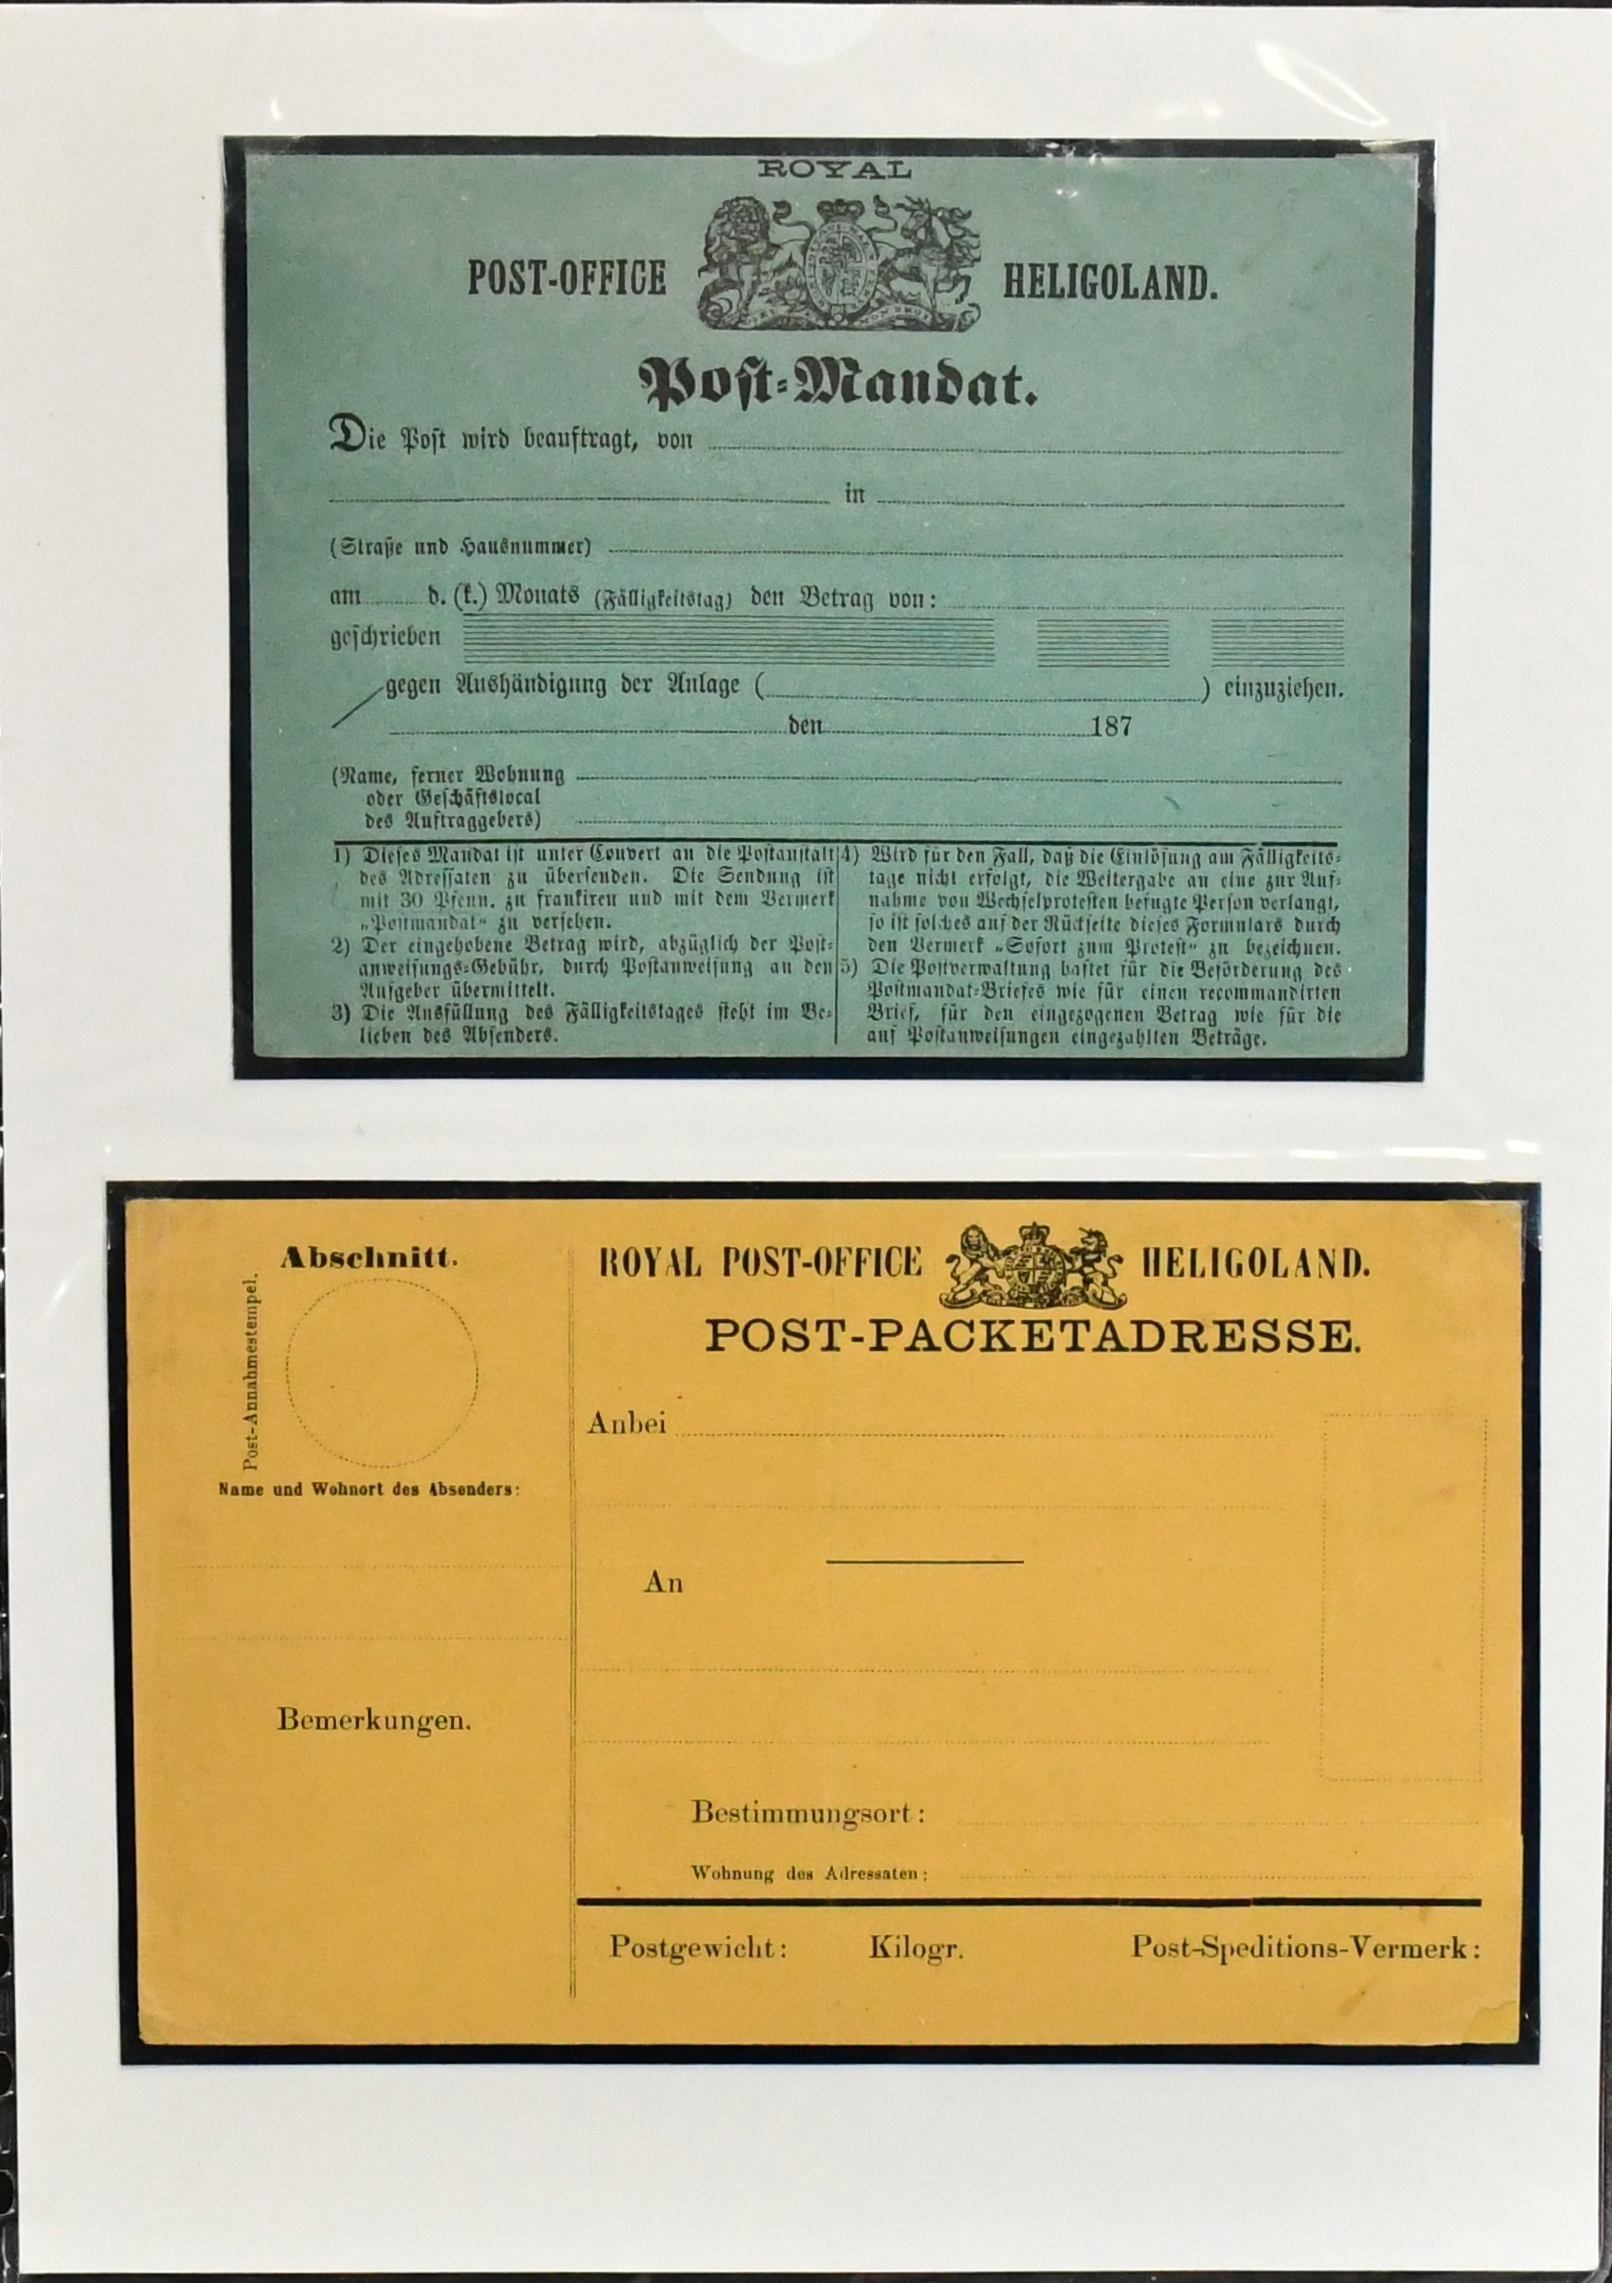 ROYAL
POST-OFFICE HELIGOLAND.
Post-Mandat.
Die Post wird beauftragt, von
in
(Straße und Hausnummer)
am d. (k.) Monats (Fälligkeitstag) den Betrag von:
geschrieben
gegen Aushändigung der Anlage ( ) einzuziehen.
den 187
(Name, ferner Wohnung
oder Geschäftslocal
des Auftraggebers)
1) Dieses Mandat ist unter Couvert an die Postanstalt
des Adressaten zu übersenden. Die Sendung ist
mit 30 Pfenn. zu frankiren und mit dem Vermerk
„Postmandat“ zu versehen.
2) Der eingehobene Betrag wird, abzüglich der Post-
anweisungs-Gebühr, durch Postanweisung an den
Aufgeber übermittelt.
3) Die Ausfüllung des Fälligkeitstages steht im Be-
lieben des Absenders.
4) Wird für den Fall, daß die Einlösung am Fälligkeits-
tage nicht erfolgt, die Weitergabe an eine zur Auf-
nahme von Wechselprotesten befugte Person verlangt,
so ist solches auf der Rückseite dieses Formulars durch
den Vermerk „Sofort zum Protest“ zu bezeichnen.
5) Die Postverwaltung haftet für die Beförderung des
Postmandat-Briefes wie für einen recommandirten
Brief, für den eingezogenen Betrag wie für die
auf Postanweisungen eingezahlten Beträge.
Abschnitt.
Post-Annahmestempel.
Name und Wohnort des Absenders:
Bemerkungen.
ROYAL POST-OFFICE HELIGOLAND.
POST-PACKETADRESSE.
Anbei
An
Bestimmungsort:
Wohnung des Adressaten:
Postgewicht: Kilogr. Post-Speditions-Vermerk: